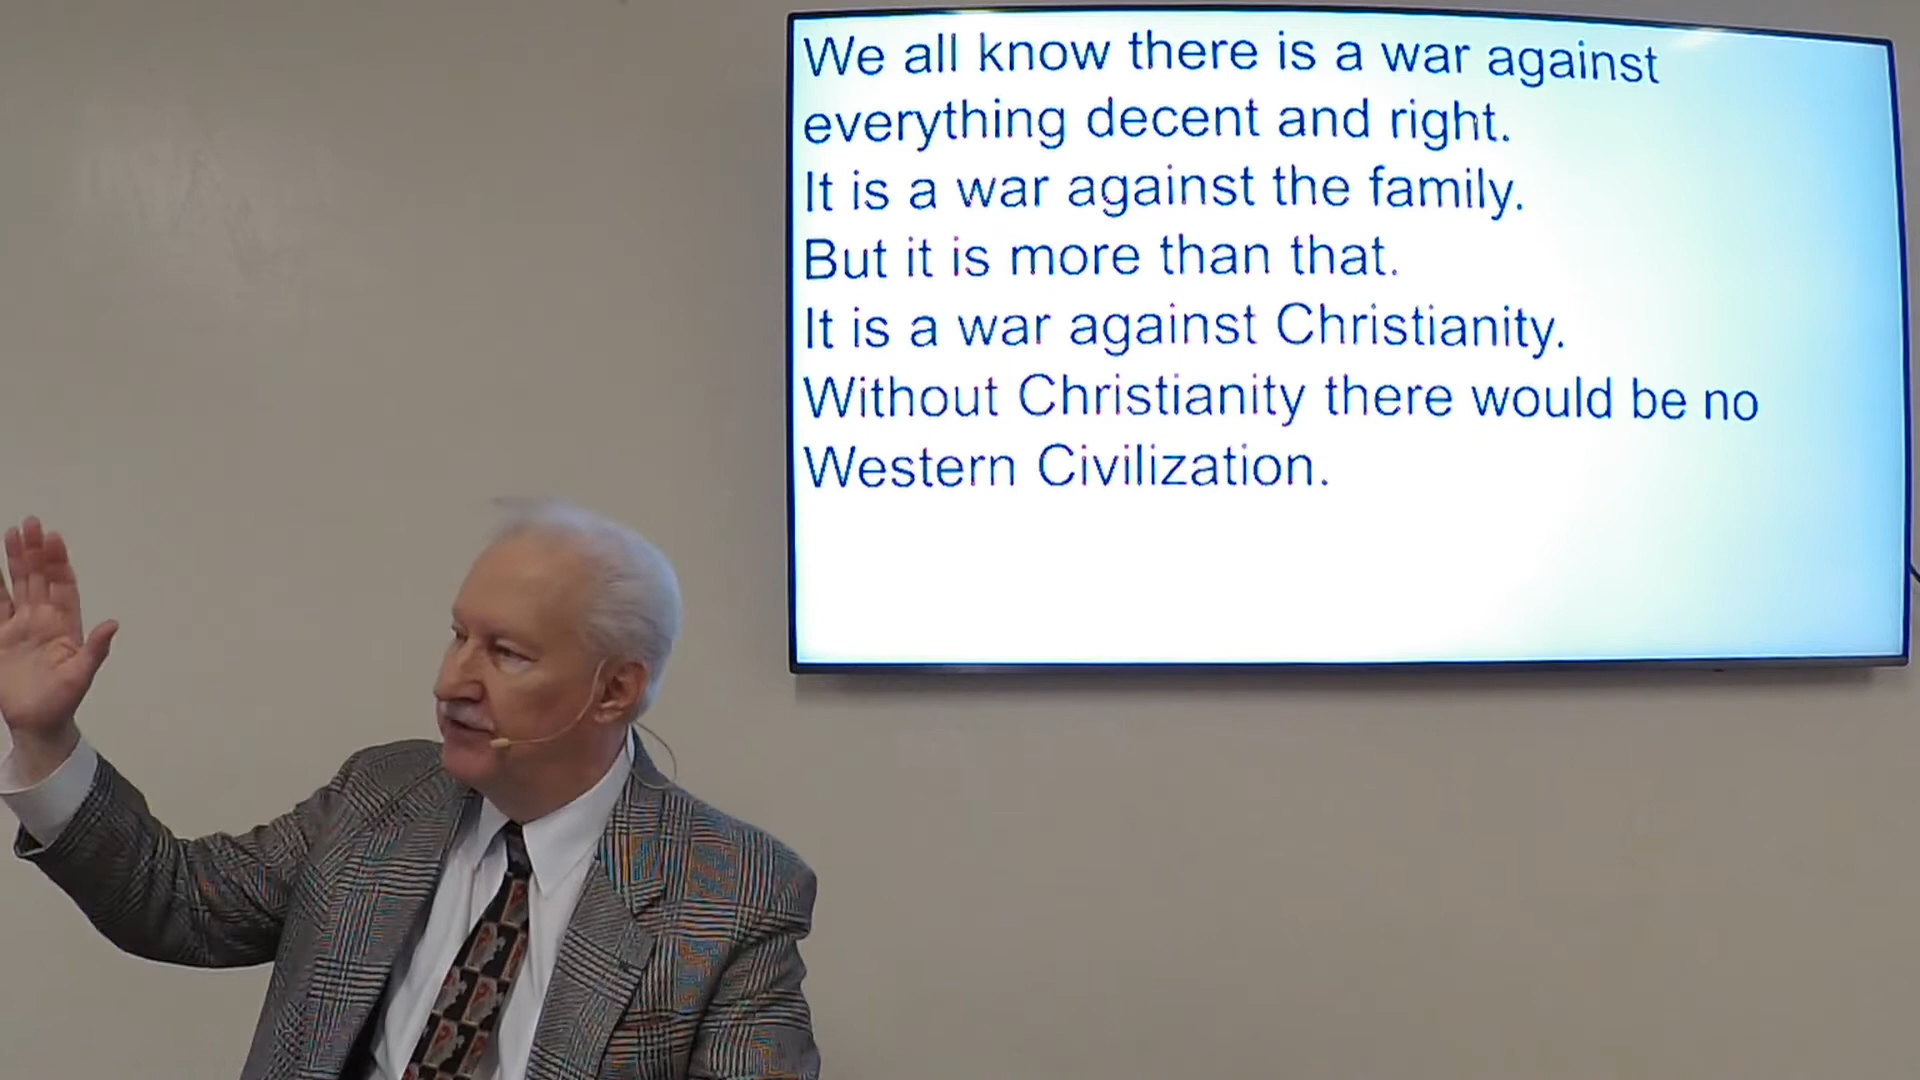 We all know there is a war against
everything decent and right.
It is a war against the family.
But it is more than that.
It is a war against Christianity.
Without Christianity there would be no
Western Civilization.